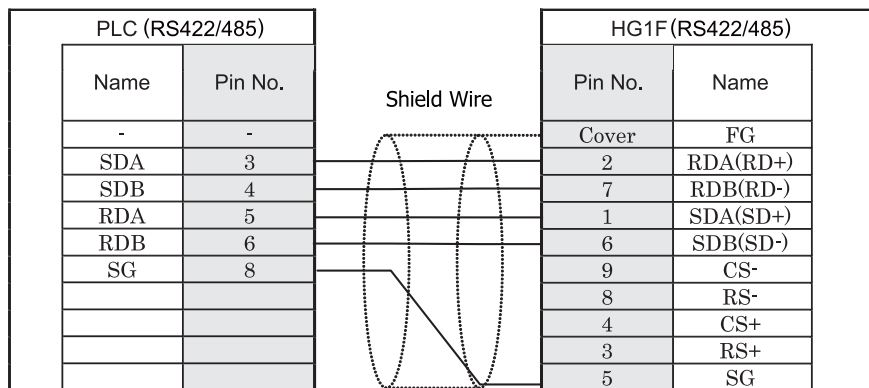 PLC (RS422/485) HG1F (RS422/485)
Name Pin No. Shield Wire Pin No. Name
- - Cover FG
SDA 3 2 RDA(RD+)
SDB 4 7 RDB(RD-)
RDA 5 1 SDA(SD+)
RDB 6 6 SDB(SD-)
SG 8 9 CS-
8 RS-
4 CS+
3 RS+
5 SG